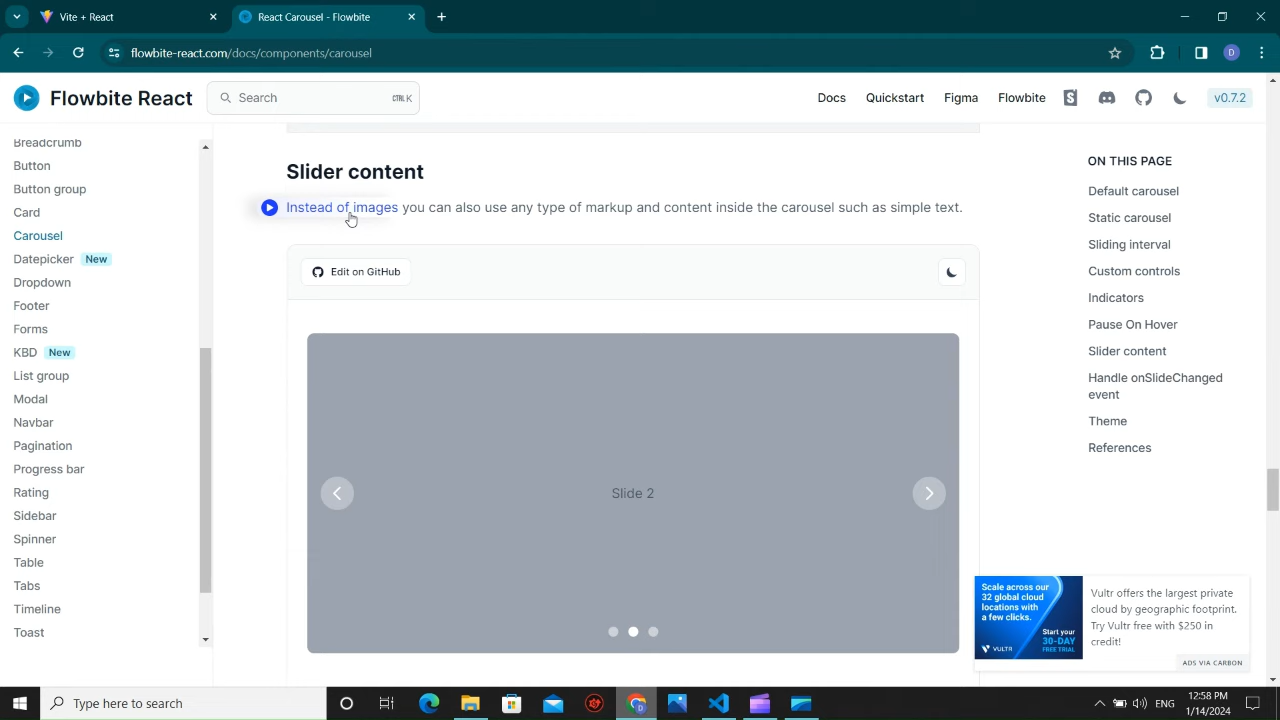 Vite + React
React Carousel - Flowbite
flowbite-react.com/docs/components/carousel
D
Flowbite React
Search
CTRL K
Docs
Quickstart
Figma
Flowbite
v0.7.2
Breadcrumb
Button
Button group
Card
Carousel
Datepicker New
Dropdown
Footer
Forms
KBD New
List group
Modal
Navbar
Pagination
Progress bar
Rating
Sidebar
Spinner
Table
Tabs
Timeline
Toast
Slider content
Instead of images you can also use any type of markup and content inside the carousel such as simple text.
Edit on GitHub
Slide 2
ON THIS PAGE
Default carousel
Static carousel
Sliding interval
Custom controls
Indicators
Pause On Hover
Slider content
Handle onSlideChanged
event
Theme
References
Scale across our
32 global cloud
locations with
a few clicks.
Start your
30-DAY
FREE TRIAL
VULTR
Vultr offers the largest private
cloud by geographic footprint.
Try Vultr free with $250 in
credit!
ADS VIA CARBON
Type here to search
D
ENG
12:58 PM
1/14/2024